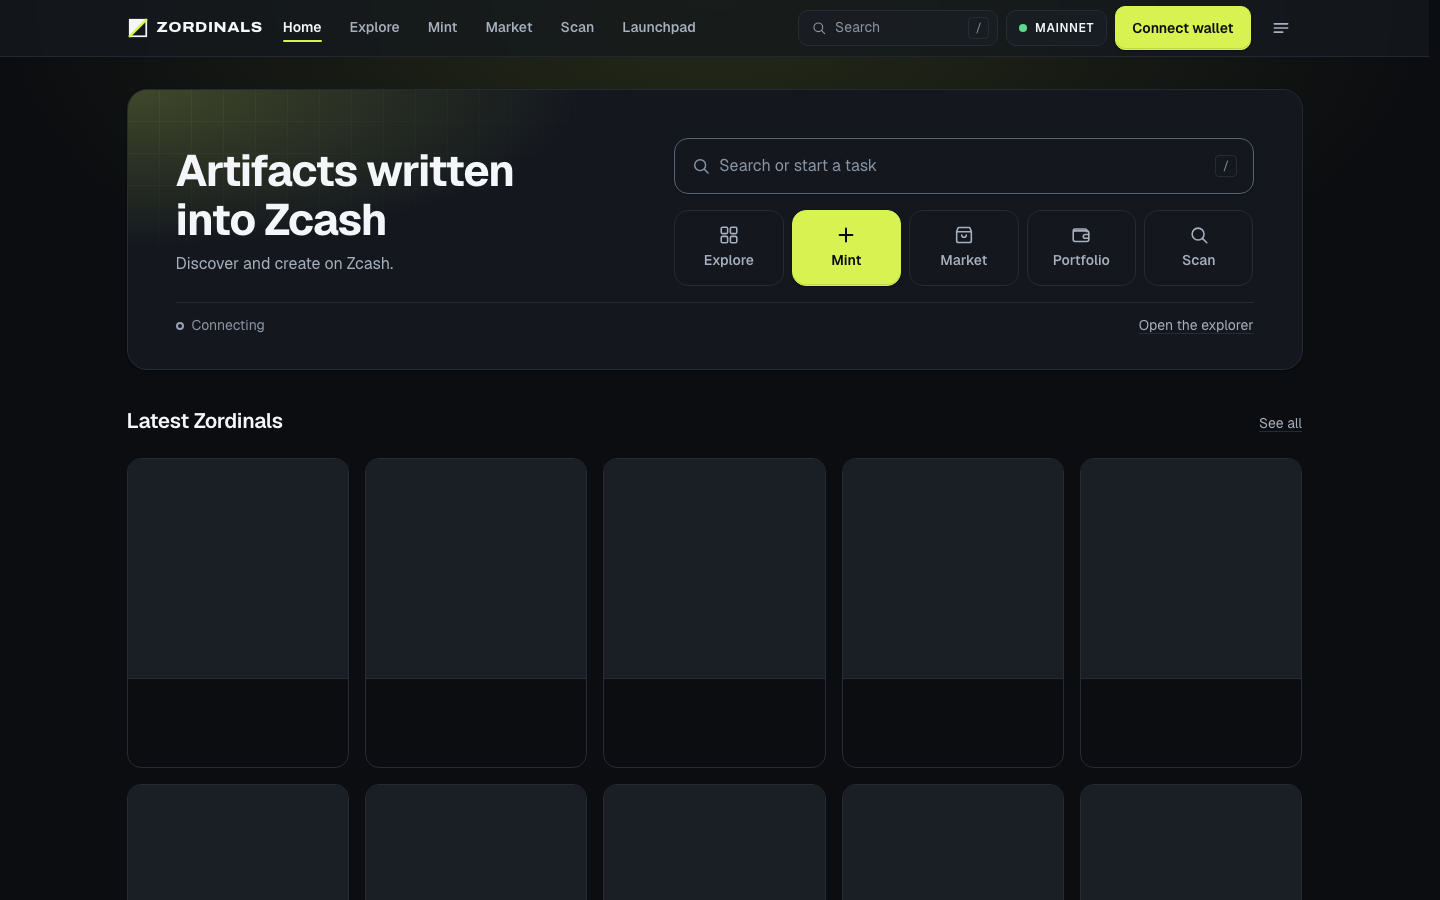 ZORDINALS Home Explore Mint Market Scan Launchpad Search / MAINNET Connect wallet
Artifacts written
into Zcash
Discover and create on Zcash.
Search or start a task /
Explore Mint Market Portfolio Scan
Connecting Open the explorer
Latest Zordinals See all